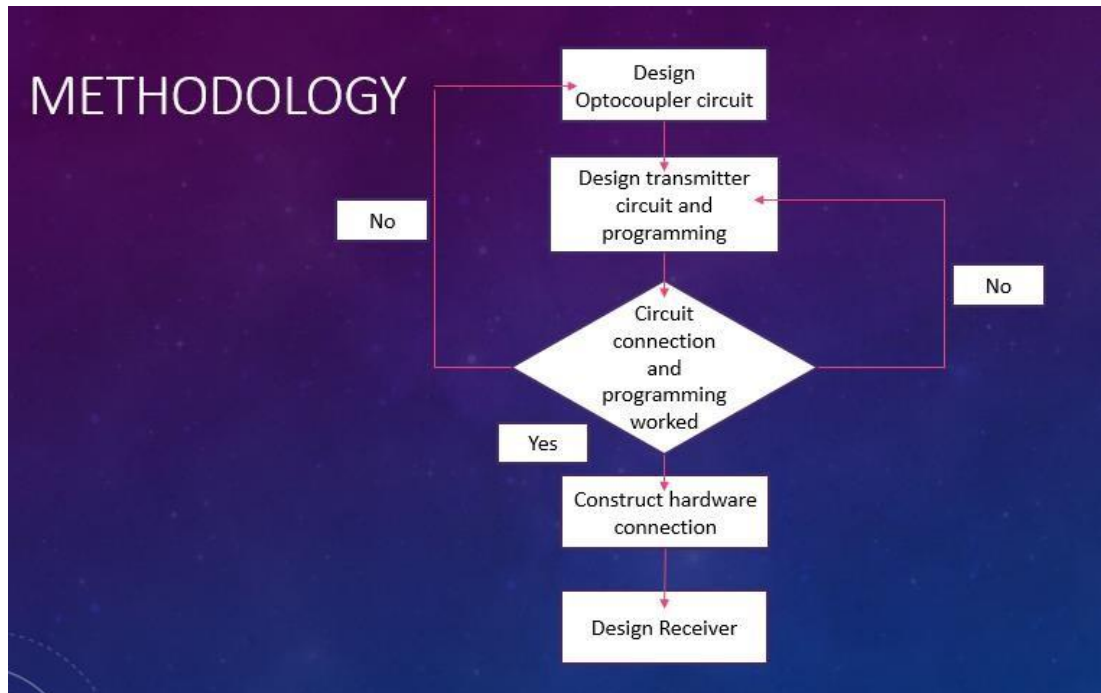 METHODOLOGY
Design
Optocoupler circuit
Design transmitter
circuit and
programming
No
No
Circuit
connection
and
programming
worked
Yes
Construct hardware
connection
Design Receiver